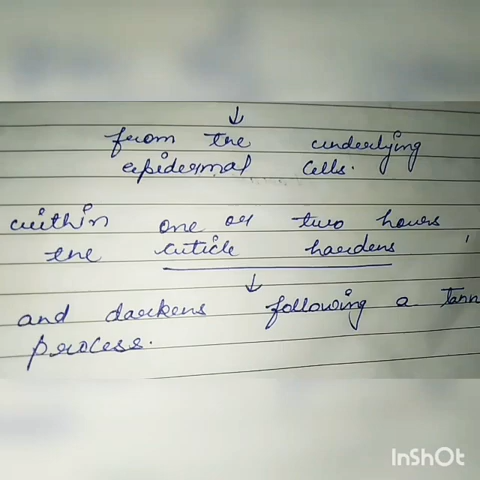 ↓
from the underlying
epidermal cells.
within one or two hours
the cuticle hardens
↓
and darkens following a tann
process.
InShOt